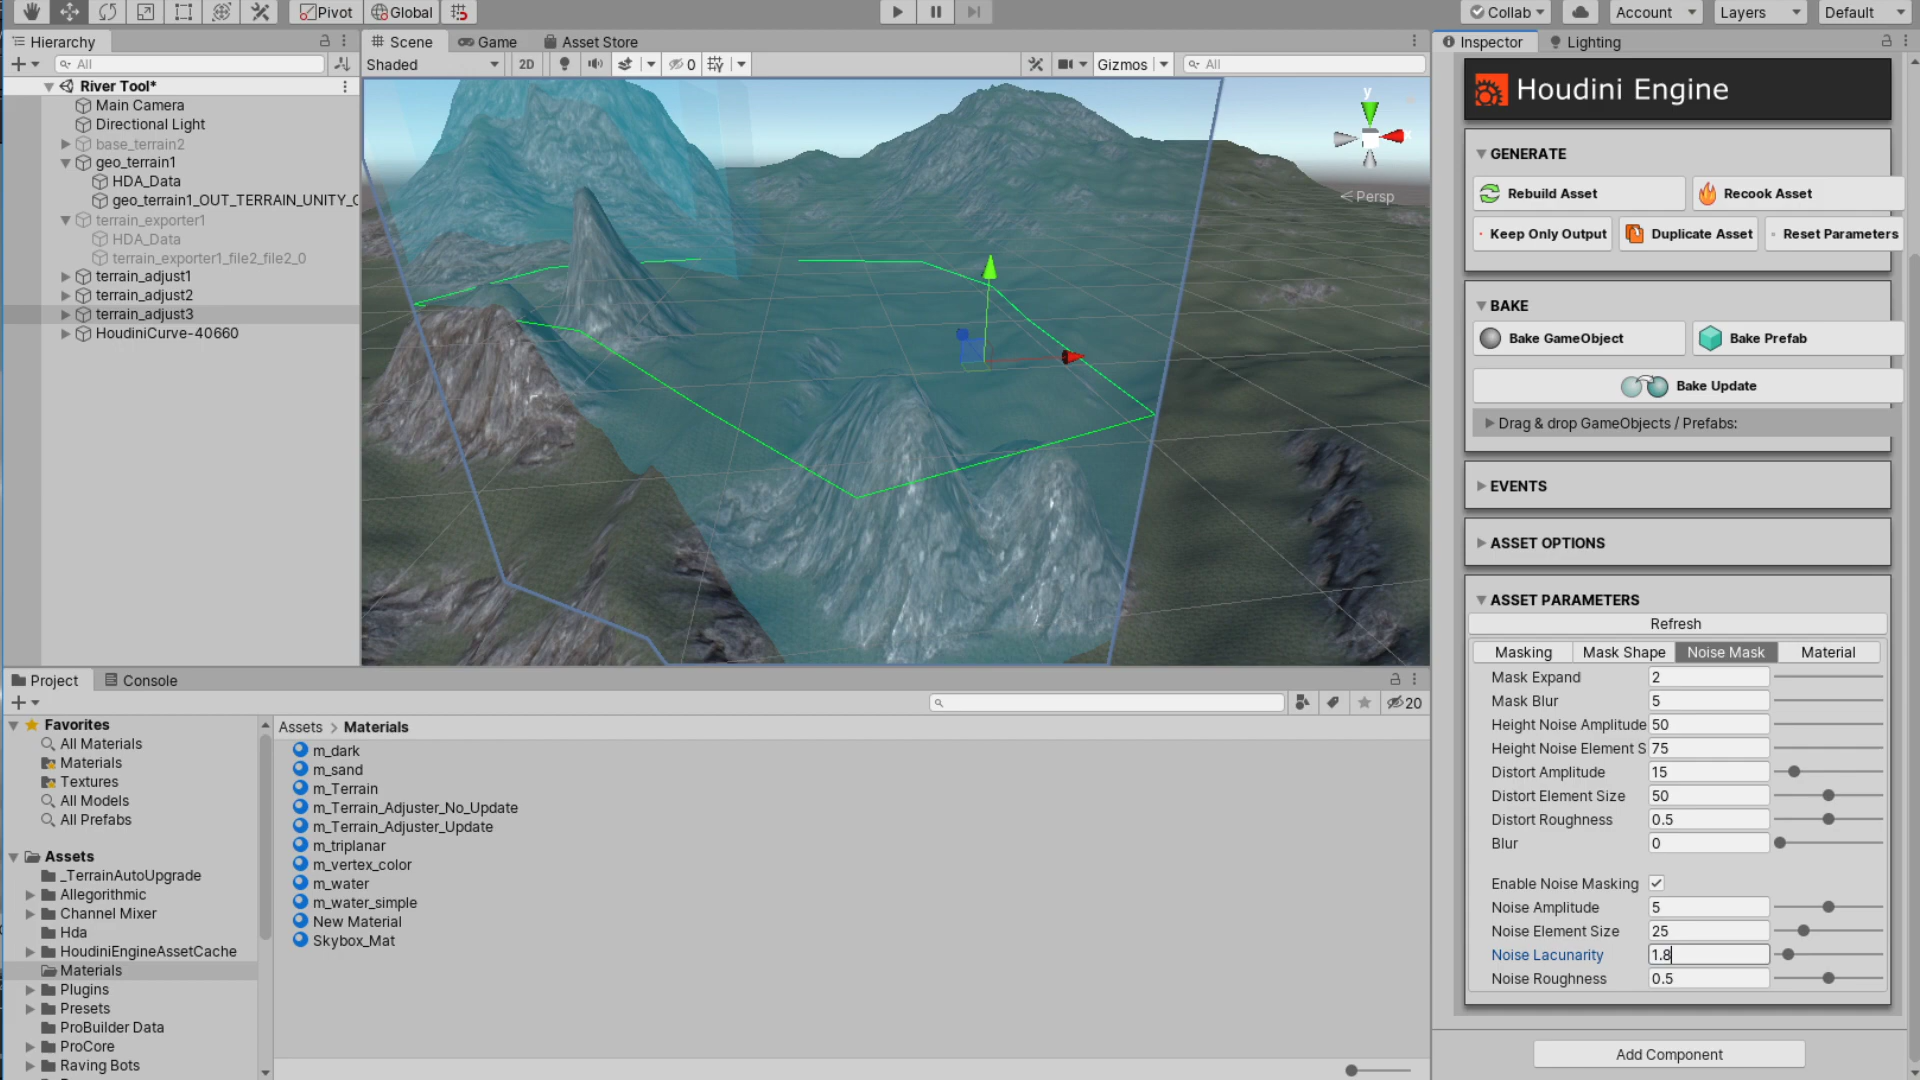 Pivot
Global
Collab
Account
Layers
Default
Hierarchy
All
River Tool*
Main Camera
Directional Light
base_terrain2
geo_terrain1
HDA_Data
geo_terrain1_OUT_TERRAIN_UNITY_
terrain_exporter1
HDA_Data
terrain_exporter1_file2_file2_0
terrain_adjust1
terrain_adjust2
terrain_adjust3
HoudiniCurve-40660
Scene
Game
Asset Store
Shaded
2D
0
Gizmos
All
y
Persp
Inspector
Lighting
Houdini Engine
GENERATE
Rebuild Asset
Recook Asset
Keep Only Output
Duplicate Asset
Reset Parameters
BAKE
Bake GameObject
Bake Prefab
Bake Update
Drag & drop GameObjects / Prefabs:
EVENTS
ASSET OPTIONS
ASSET PARAMETERS
Refresh
Masking
Mask Shape
Noise Mask
Material
Mask Expand 2
Mask Blur 5
Height Noise Amplitude 50
Height Noise Element S 75
Distort Amplitude 15
Distort Element Size 50
Distort Roughness 0.5
Blur 0
Enable Noise Masking
Noise Amplitude 5
Noise Element Size 25
Noise Lacunarity 1.8
Noise Roughness 0.5
Add Component
Project
Console
20
Favorites
All Materials
Materials
Textures
All Models
All Prefabs
Assets
_TerrainAutoUpgrade
Allegorithmic
Channel Mixer
Hda
HoudiniEngineAssetCache
Materials
Plugins
Presets
ProBuilder Data
ProCore
Raving Bots
Assets > Materials
m_dark
m_sand
m_Terrain
m_Terrain_Adjuster_No_Update
m_Terrain_Adjuster_Update
m_triplanar
m_vertex_color
m_water
m_water_simple
New Material
Skybox_Mat